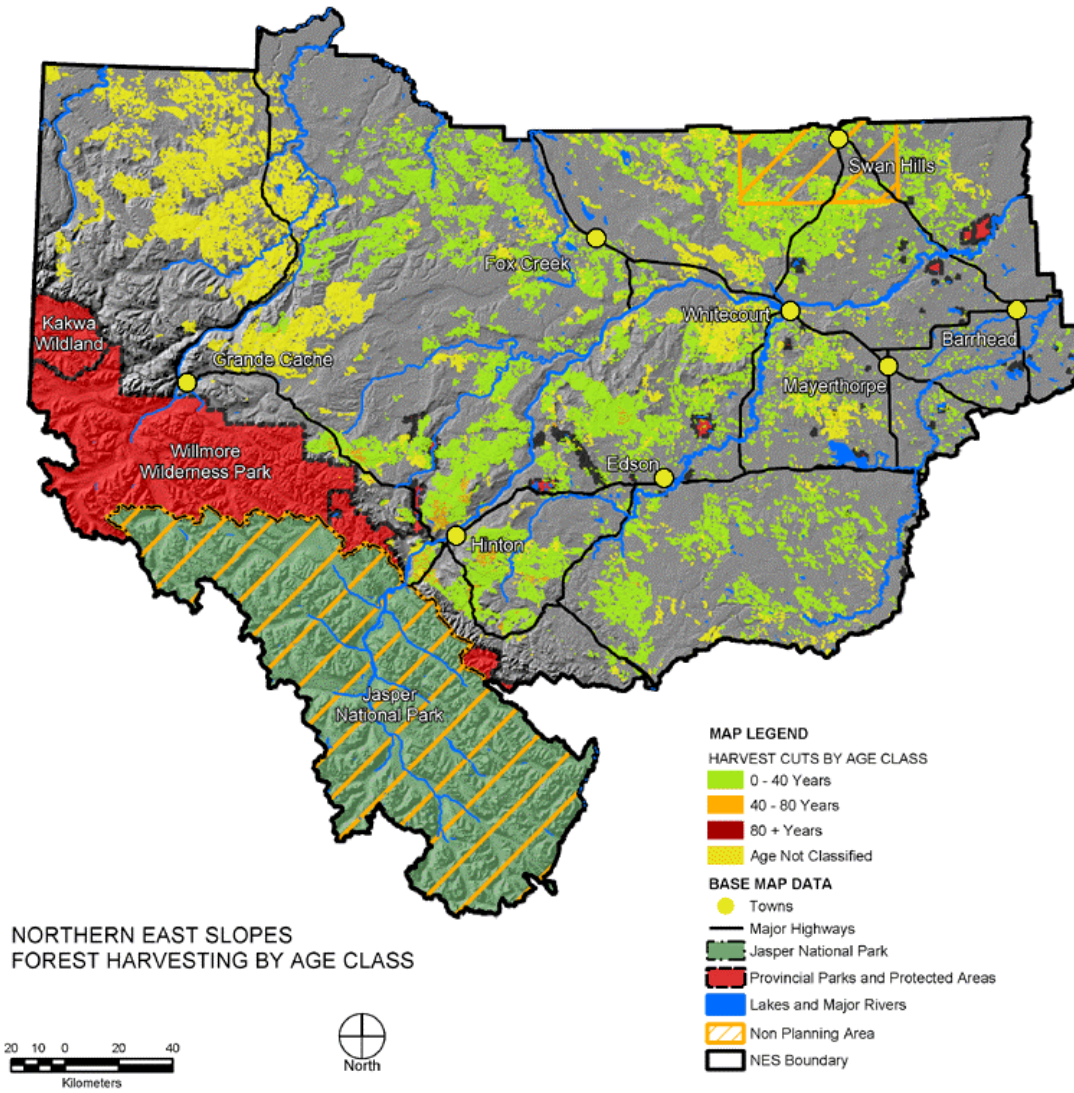 Swan Hills
Fox Creek
Kakwa
Wildland
Whitecourt
Barrhead
Grande Cache
Mayerthorpe
Willmore
Wilderness Park
Edson
Hinton
Jasper
National Park
MAP LEGEND
HARVEST CUTS BY AGE CLASS
0 - 40 Years
40 - 80 Years
80 + Years
Age Not Classified
BASE MAP DATA
Towns
Major Highways
Jasper National Park
Provincial Parks and Protected Areas
Lakes and Major Rivers
Non Planning Area
NES Boundary
NORTHERN EAST SLOPES
FOREST HARVESTING BY AGE CLASS
20 10 0 20 40
Kilometers
North